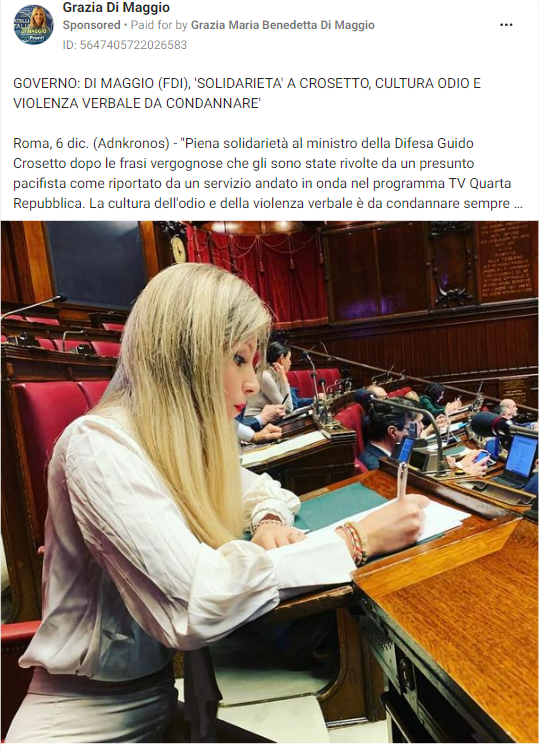 Grazia Di Maggio
Sponsored • Paid for by Grazia Maria Benedetta Di Maggio
ID: 5647405722026583
GOVERNO: DI MAGGIO (FDI), 'SOLIDARIETA' A CROSETTO, CULTURA ODIO E
VIOLENZA VERBALE DA CONDANNARE'
Roma, 6 dic. (Adnkronos) - "Piena solidarietà al ministro della Difesa Guido
Crosetto dopo le frasi vergognose che gli sono state rivolte da un presunto
pacifista come riportato da un servizio andato in onda nel programma TV Quarta
Repubblica. La cultura dell'odio e della violenza verbale è da condannare sempre ...